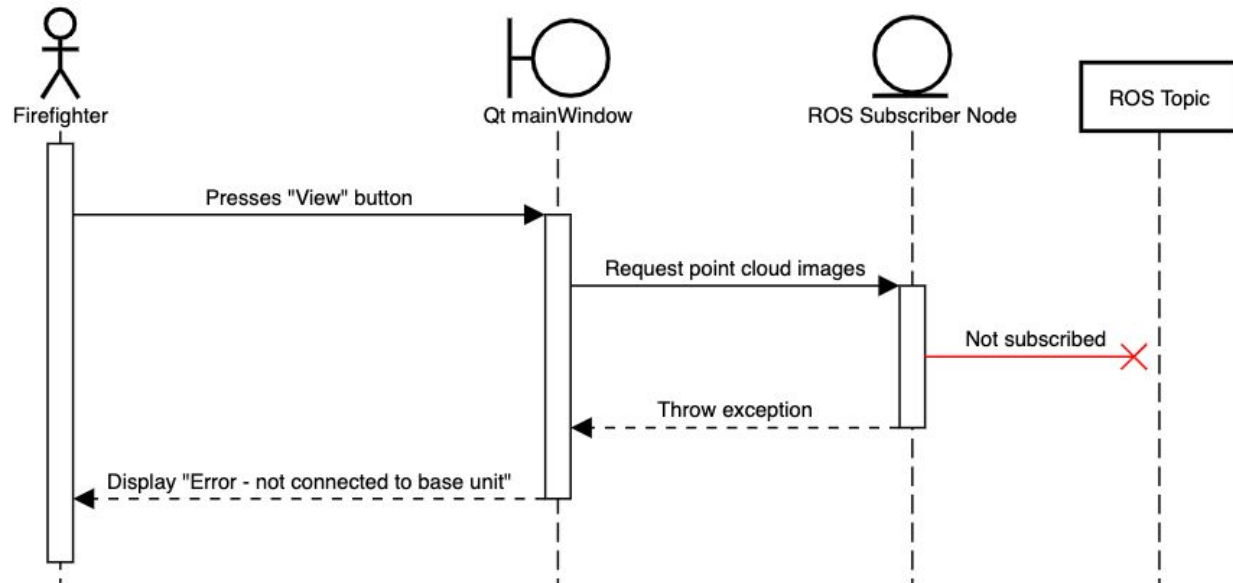 Firefighter
Qt mainWindow
ROS Subscriber Node
ROS Topic
Presses "View" button
Request point cloud images
Not subscribed
Throw exception
Display "Error - not connected to base unit"